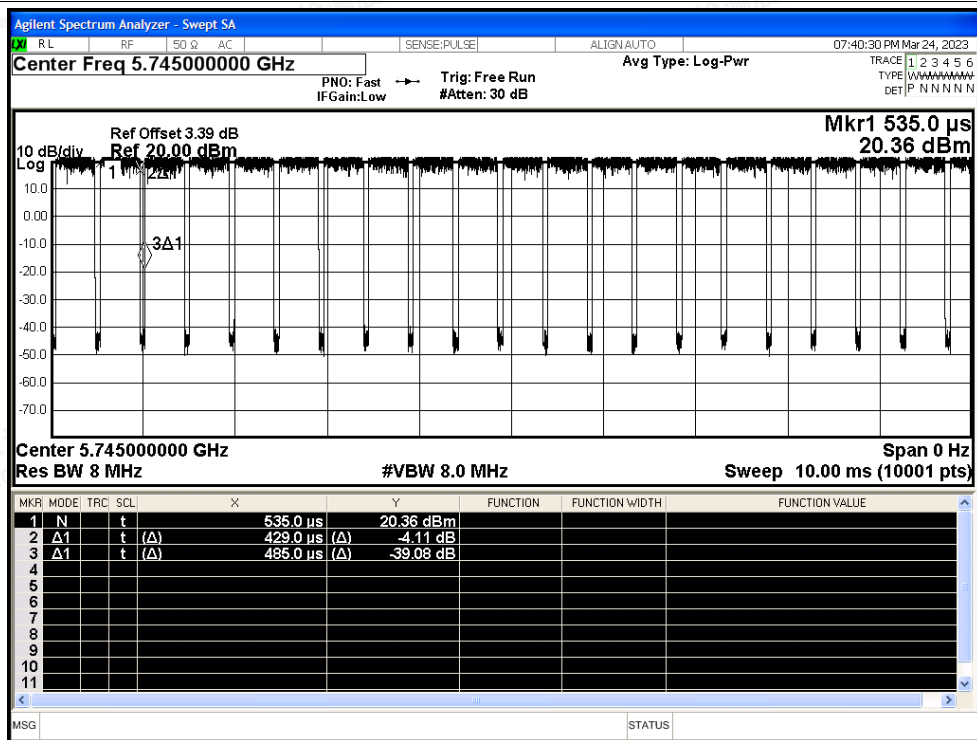 Agilent Spectrum Analyzer - Swept SA
LXI RL RF 50 Ω AC SENSE:PULSE ALIGN AUTO 07:40:30 PM Mar 24, 2023
Center Freq 5.745000000 GHz
PNO: Fast
IFGain:Low
Trig: Free Run
#Atten: 30 dB
Avg Type: Log-Pwr
TRACE 1 2 3 4 5 6
TYPE WWWWWW
DET P N N N N N
Mkr1 535.0 µs
20.36 dBm
Ref Offset 3.39 dB
10 dB/div Ref 20.00 dBm
Log
1 2Δ1
10.0
0.00
-10.0
3Δ1
-20.0
-30.0
-40.0
-50.0
-60.0
-70.0
Center 5.745000000 GHz Span 0 Hz
Res BW 8 MHz #VBW 8.0 MHz Sweep 10.00 ms (10001 pts)
MKR MODE TRC SCL X Y FUNCTION FUNCTION WIDTH FUNCTION VALUE
1 N t 535.0 µs 20.36 dBm
2 Δ1 t (Δ) 429.0 µs (Δ) -4.11 dB
3 Δ1 t (Δ) 485.0 µs (Δ) -39.08 dB
4
5
6
7
8
9
10
11
MSG STATUS